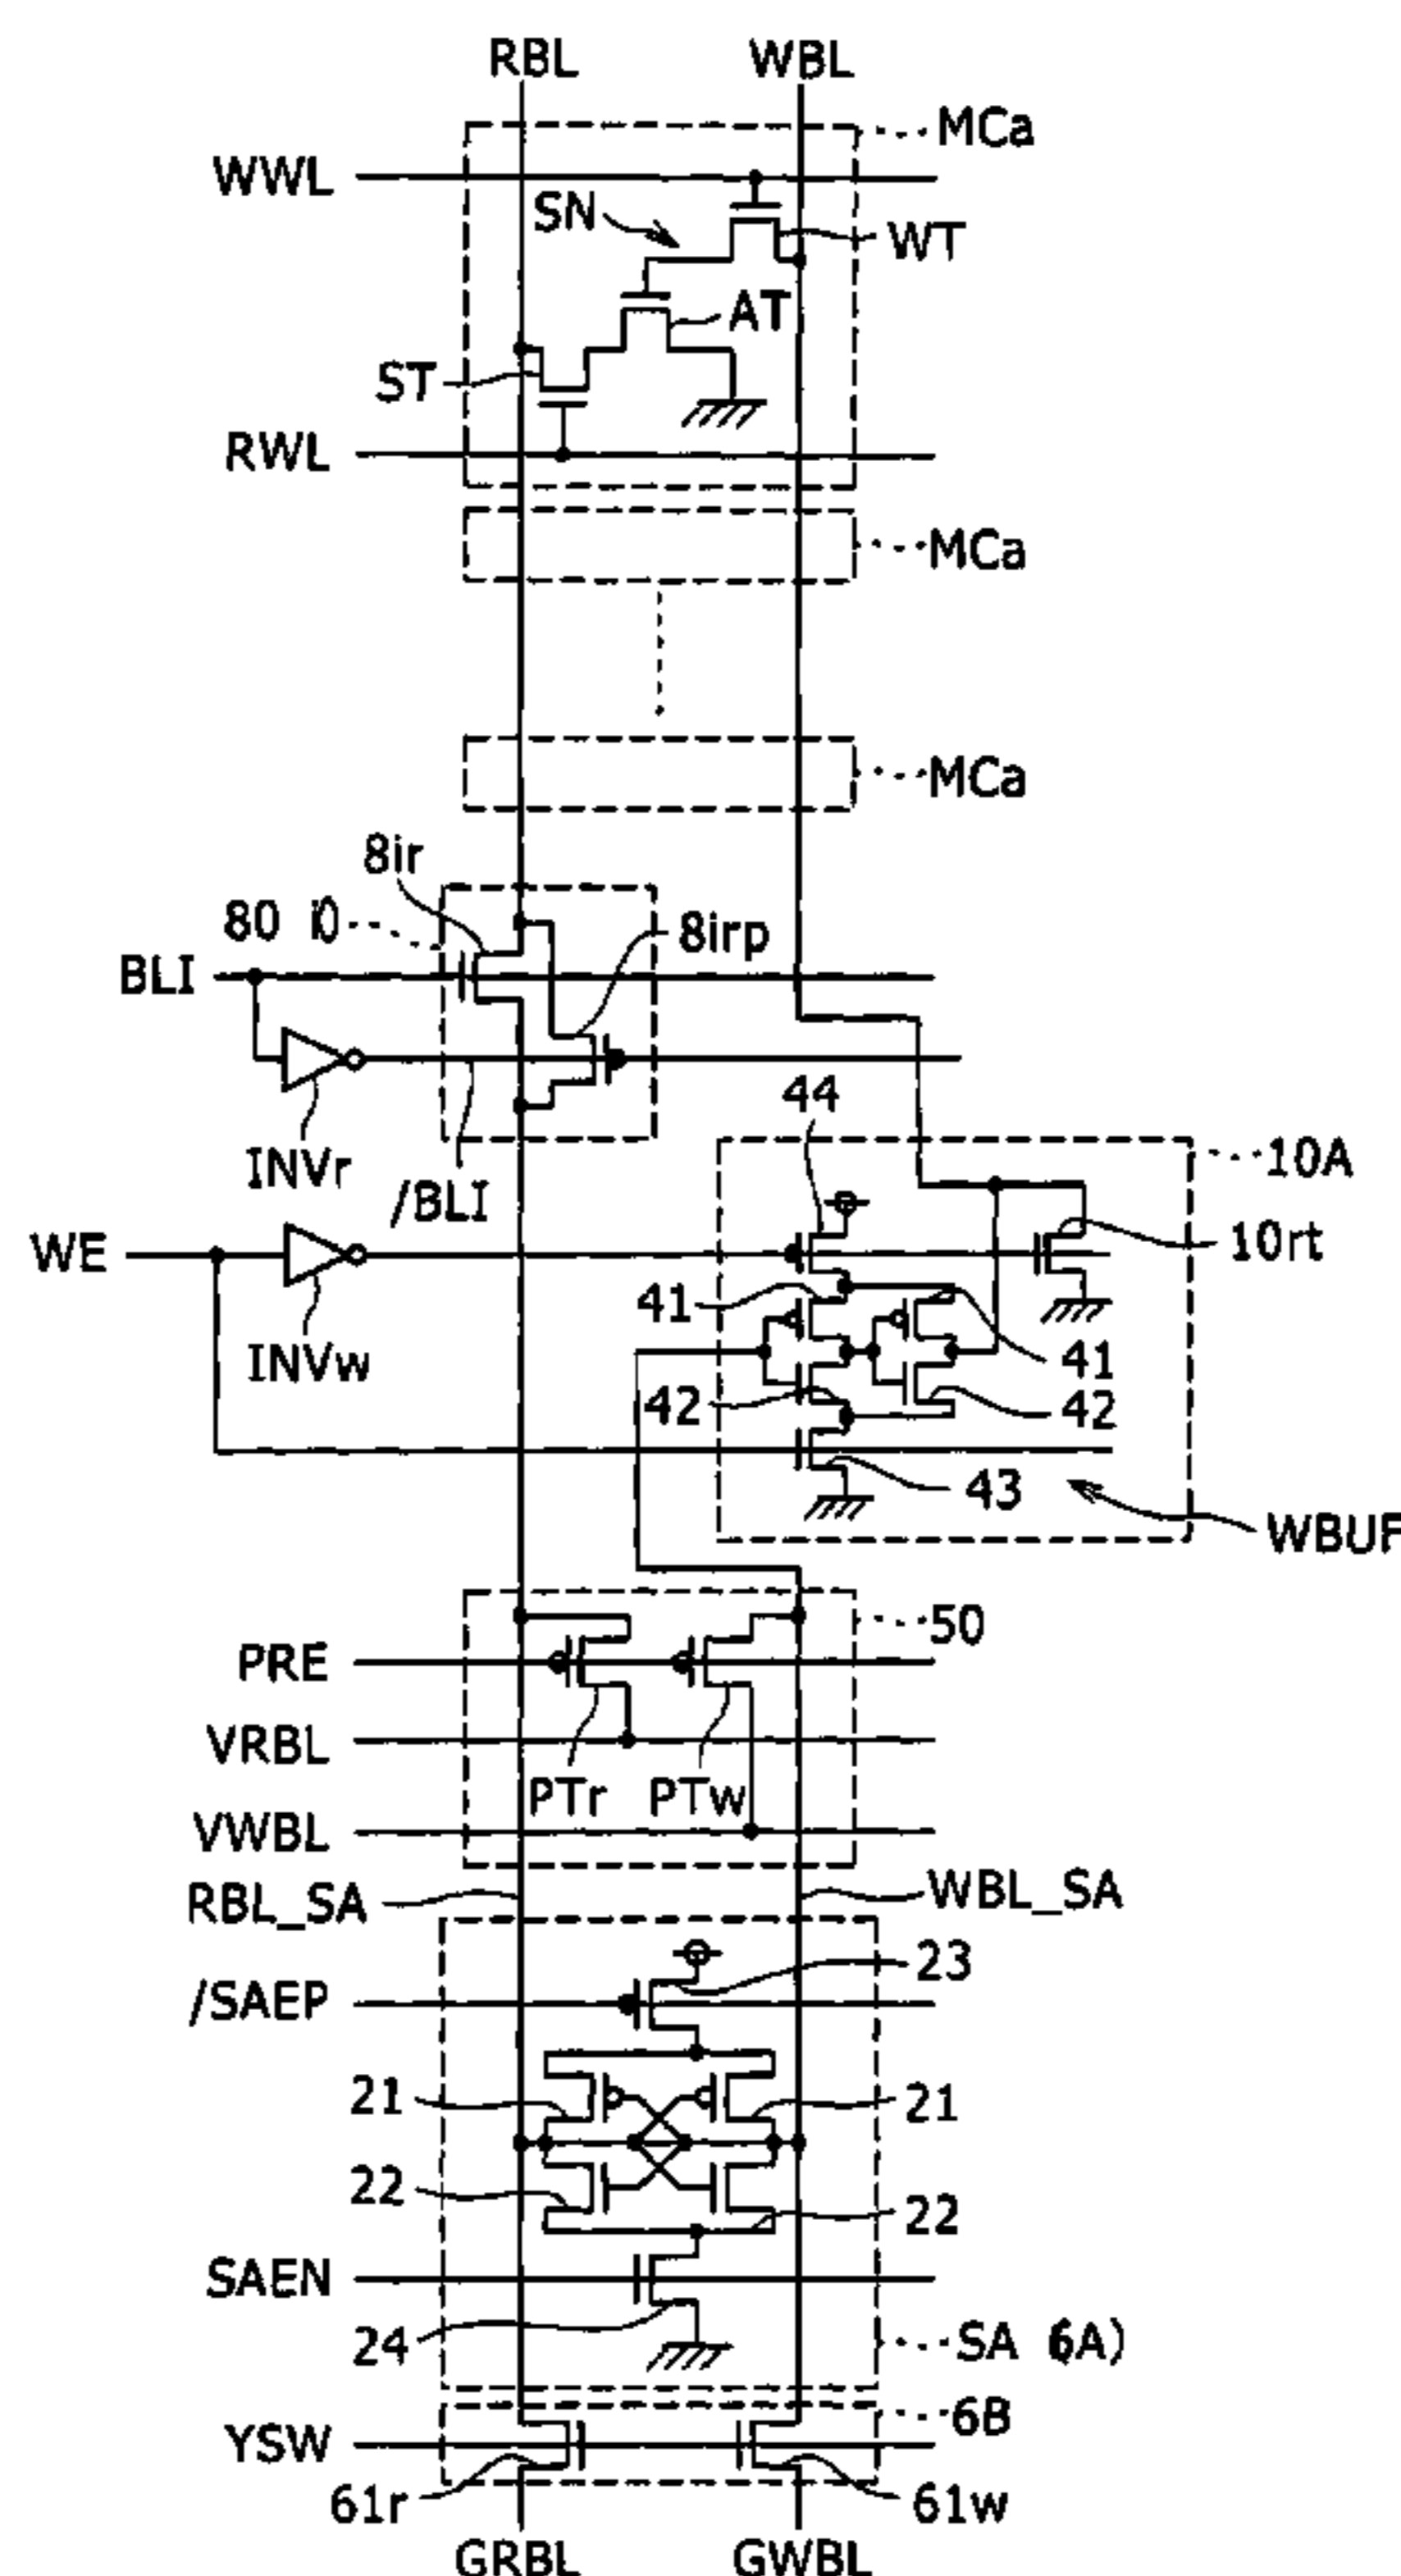 RBL WBL
MCa
WWL
SN
WT
AT
ST
RWL
MCa
MCa
8ir
80 i0
8irp
BLI
44
INVr
/BLI
10A
WE
10rt
41
INVw
41
42
42
43
WBUF
50
PRE
VRBL
PTr PTw
VWBL
RBL_SA
WBL_SA
23
/SAEP
21
21
22
22
SAEN
24
SA 6A)
6B
YSW
61r
61w
GRBL GWBL